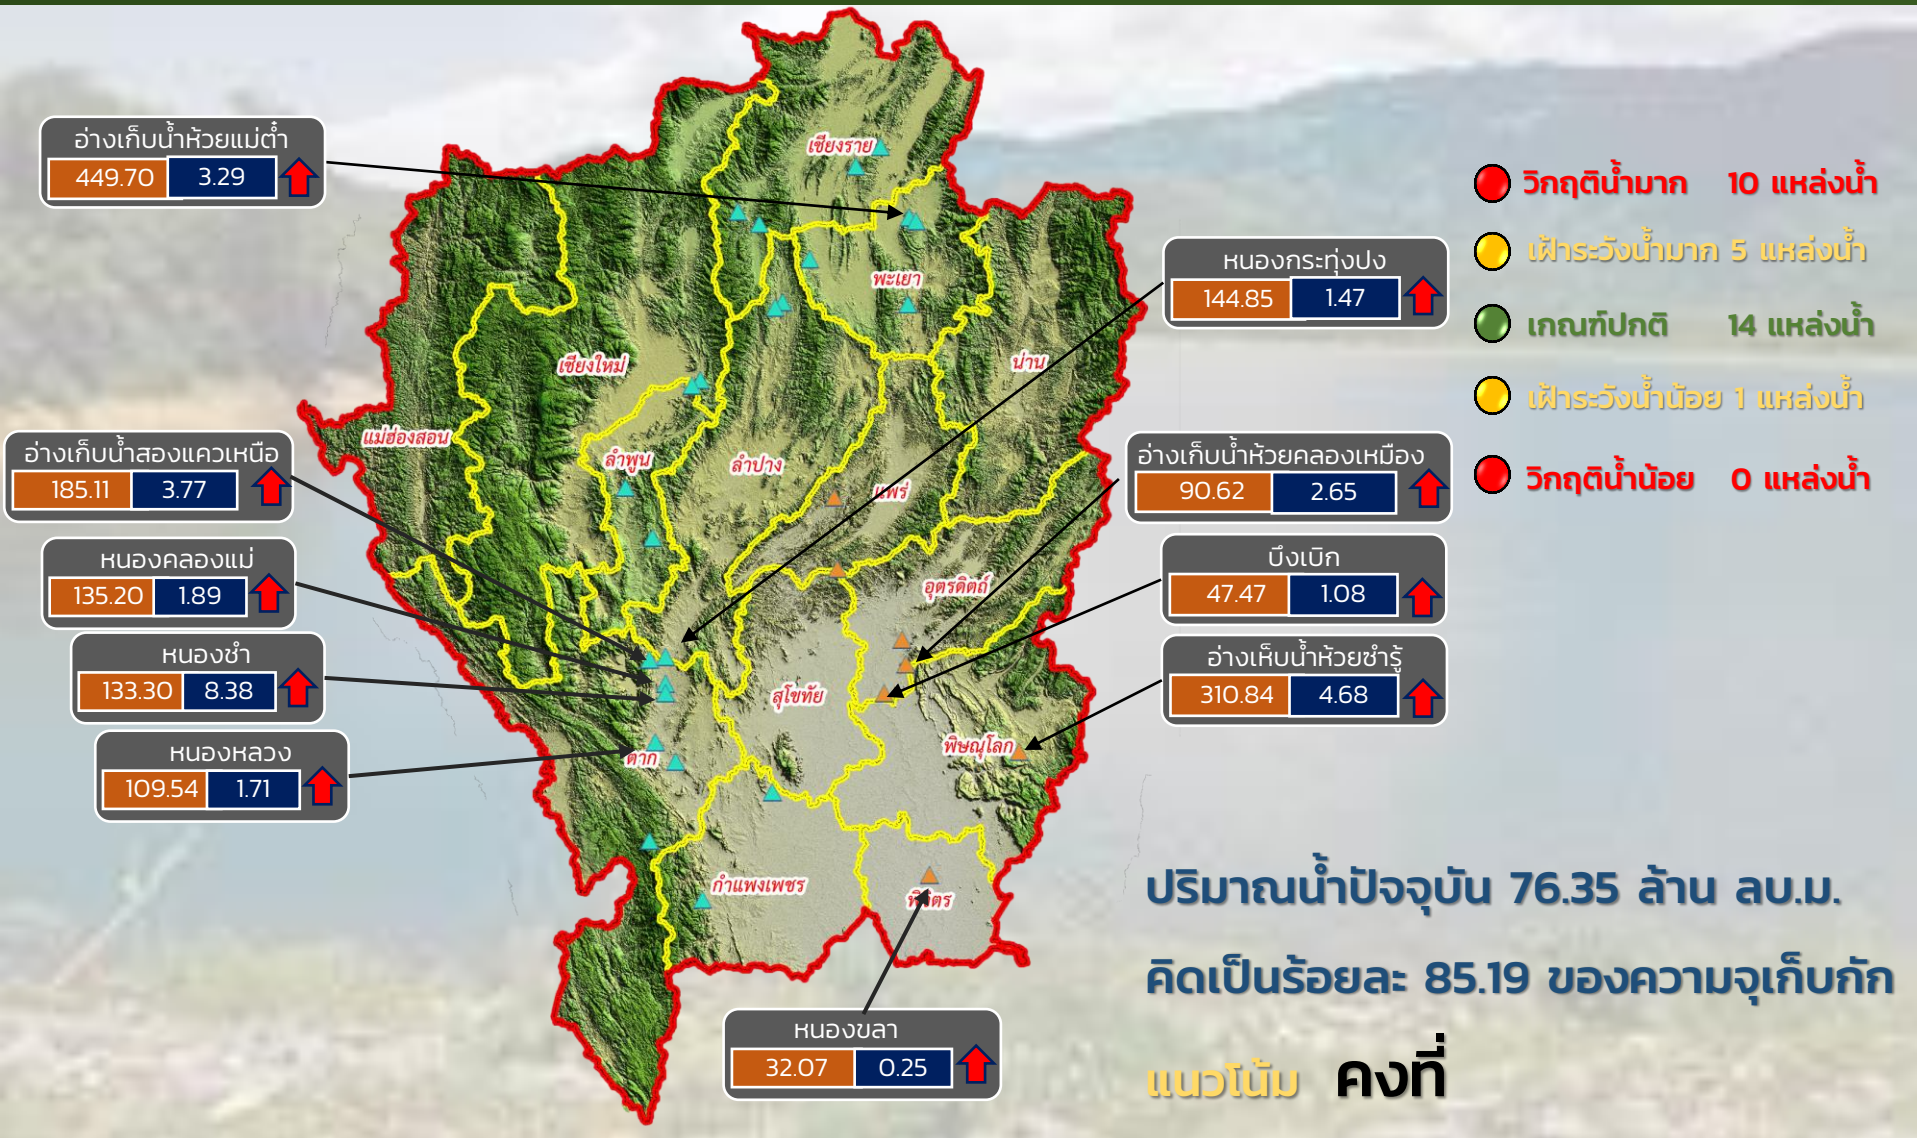 อ่างเก็บน้ำห้วยแม่ต๋ำ
449.70 3.29
อ่างเก็บน้ำสองแควเหนือ
185.11 3.77
หนองคลองแม่
135.20 1.89
หนองชำ
133.30 8.38
หนองหลวง
109.54 1.71
เชียงราย
พะเยา
น่าน
เชียงใหม่
แม่ฮ่องสอน
ลำพูน
ลำปาง
แพร่
อุตรดิตถ์
สุโขทัย
พิษณุโลก
ตาก
กำแพงเพชร
พิจิตร
หนองขลา
32.07 0.25
หนองกระทุ่งปง
144.85 1.47
อ่างเก็บน้ำห้วยคลองเหมือง
90.62 2.65
บึงเบิก
47.47 1.08
อ่างเห็บน้ำห้วยซำรู้
310.84 4.68
วิกฤติน้ำมาก 10 แหล่งน้ำ
เฝ้าระวังน้ำมาก 5 แหล่งน้ำ
เกณฑ์ปกติ 14 แหล่งน้ำ
เฝ้าระวังน้ำน้อย 1 แหล่งน้ำ
วิกฤติน้ำน้อย 0 แหล่งน้ำ
ปริมาณน้ำปัจจุบัน 76.35 ล้าน ลบ.ม.
คิดเป็นร้อยละ 85.19 ของความจุเก็บกัก
แนวโน้ม คงที่